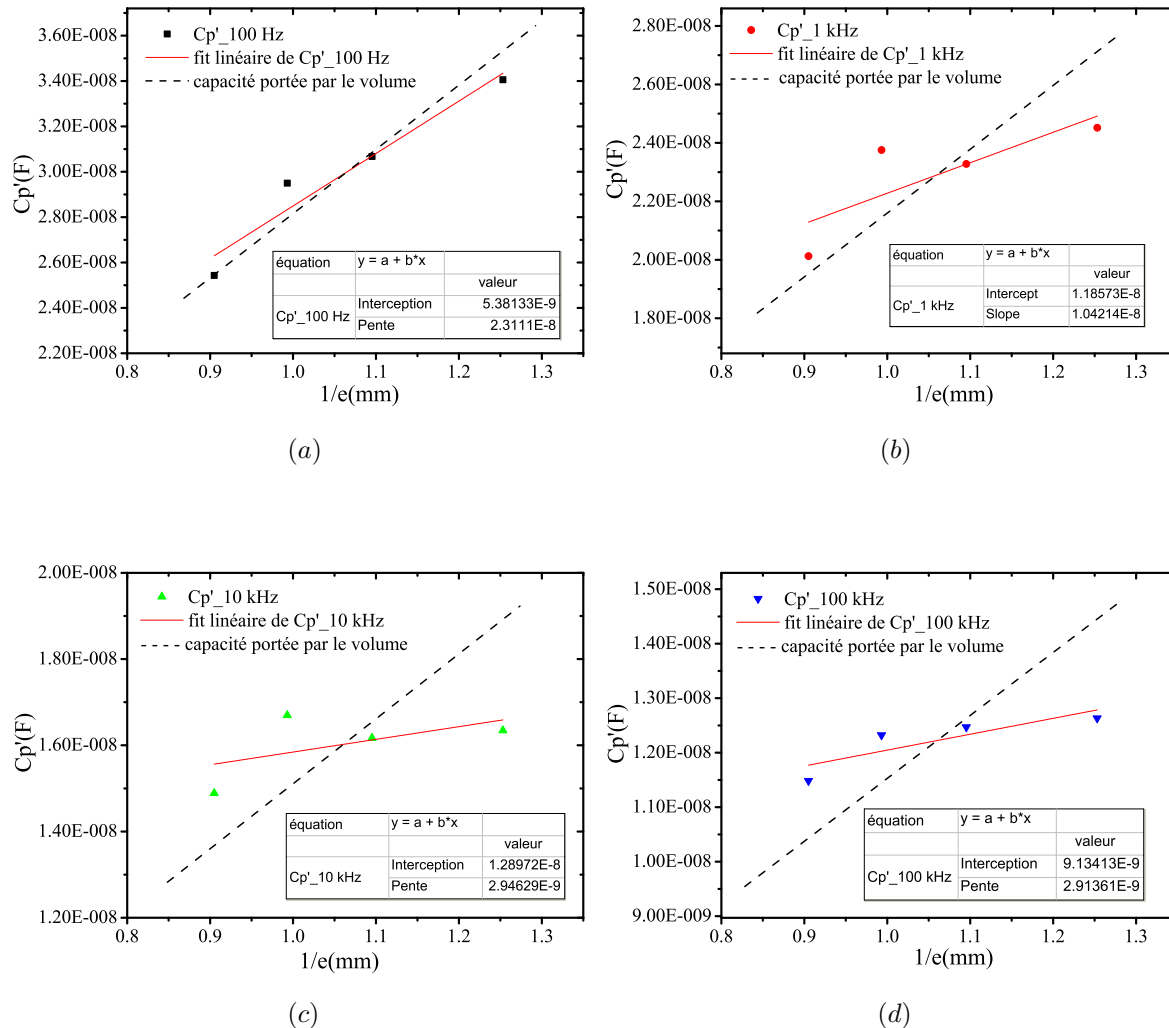 Cp'_100 Hz
fit linéaire de Cp'_100 Hz
capacité portée par le volume
3.60E-008
3.40E-008
3.20E-008
3.00E-008
2.80E-008
2.60E-008
2.40E-008
2.20E-008
Cp'(F)
équation y = a + b*x
valeur
Cp'_100 Hz Interception 5.38133E-9
Pente 2.3111E-8
0.8 0.9 1.0 1.1 1.2 1.3
1/e(mm)
(a)
Cp'_1 kHz
fit linéaire de Cp'_1 kHz
capacité portée par le volume
2.80E-008
2.60E-008
2.40E-008
2.20E-008
2.00E-008
1.80E-008
Cp'(F)
équation y = a + b*x
valeur
Cp'_1 kHz Intercept 1.18573E-8
Slope 1.04214E-8
0.8 0.9 1.0 1.1 1.2 1.3
1/e(mm)
(b)
Cp'_10 kHz
fit linéaire de Cp'_10 kHz
capacité portée par le volume
2.00E-008
1.80E-008
1.60E-008
1.40E-008
1.20E-008
Cp'(F)
équation y = a + b*x
valeur
Cp'_10 kHz Interception 1.28972E-8
Pente 2.94629E-9
0.8 0.9 1.0 1.1 1.2 1.3
1/e(mm)
(c)
Cp'_100 kHz
fit linéaire de Cp'_100 kHz
capacité portée par le volume
1.50E-008
1.40E-008
1.30E-008
1.20E-008
1.10E-008
1.00E-008
9.00E-009
Cp'(F)
équation y = a + b*x
valeur
Cp'_100 kHz Interception 9.13413E-9
Pente 2.91361E-9
0.8 0.9 1.0 1.1 1.2 1.3
1/e(mm)
(d)